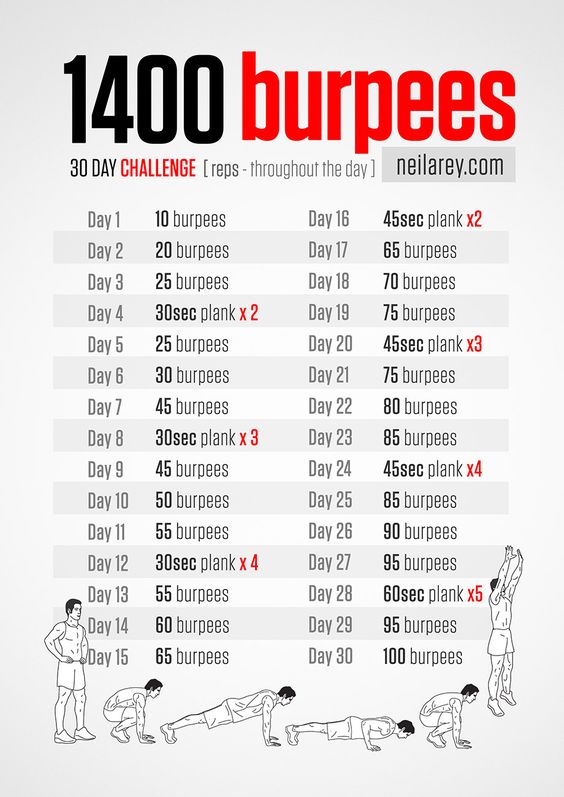 1400 burpees
30 DAY CHALLENGE [ reps - throughout the day ] neilarey.com
Day 1 10 burpees
Day 2 20 burpees
Day 3 25 burpees
Day 4 30sec plank x 2
Day 5 25 burpees
Day 6 30 burpees
Day 7 45 burpees
Day 8 30sec plank x 3
Day 9 45 burpees
Day 10 50 burpees
Day 11 55 burpees
Day 12 30sec plank x 4
Day 13 55 burpees
Day 14 60 burpees
Day 15 65 burpees
Day 16 45sec plank x2
Day 17 65 burpees
Day 18 70 burpees
Day 19 75 burpees
Day 20 45sec plank x3
Day 21 75 burpees
Day 22 80 burpees
Day 23 85 burpees
Day 24 45sec plank x4
Day 25 85 burpees
Day 26 90 burpees
Day 27 95 burpees
Day 28 60sec plank x5
Day 29 95 burpees
Day 30 100 burpees